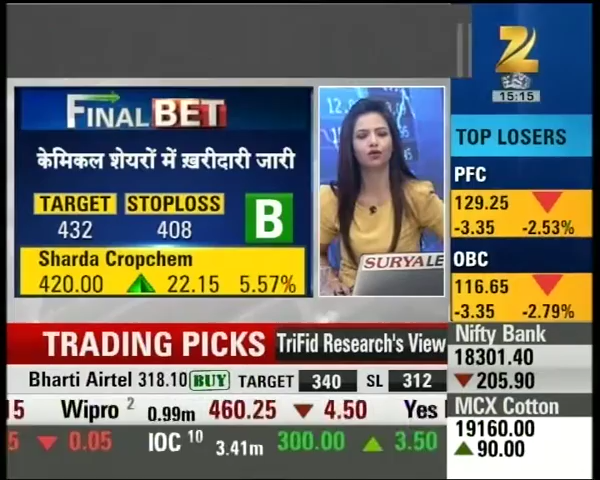 FINAL BET
केमिकल शेयरों में ख़रीदारी जारी
TARGET STOPLOSS
432 408
B
Sharda Cropchem
420.00 22.15 5.57%
SURYA LE
15:15
TOP LOSERS
PFC
129.25
-3.35 -2.53%
OBC
116.65
-3.35 -2.79%
Nifty Bank
18301.40
205.90
MCX Cotton
19160.00
90.00
TRADING PICKS TriFid Research's View
Bharti Airtel 318.10 BUY TARGET 340 SL 312
15 Wipro 2 0.99m 460.25 4.50 Yes
5 0.05 IOC 10 3.41m 300.00 3.50